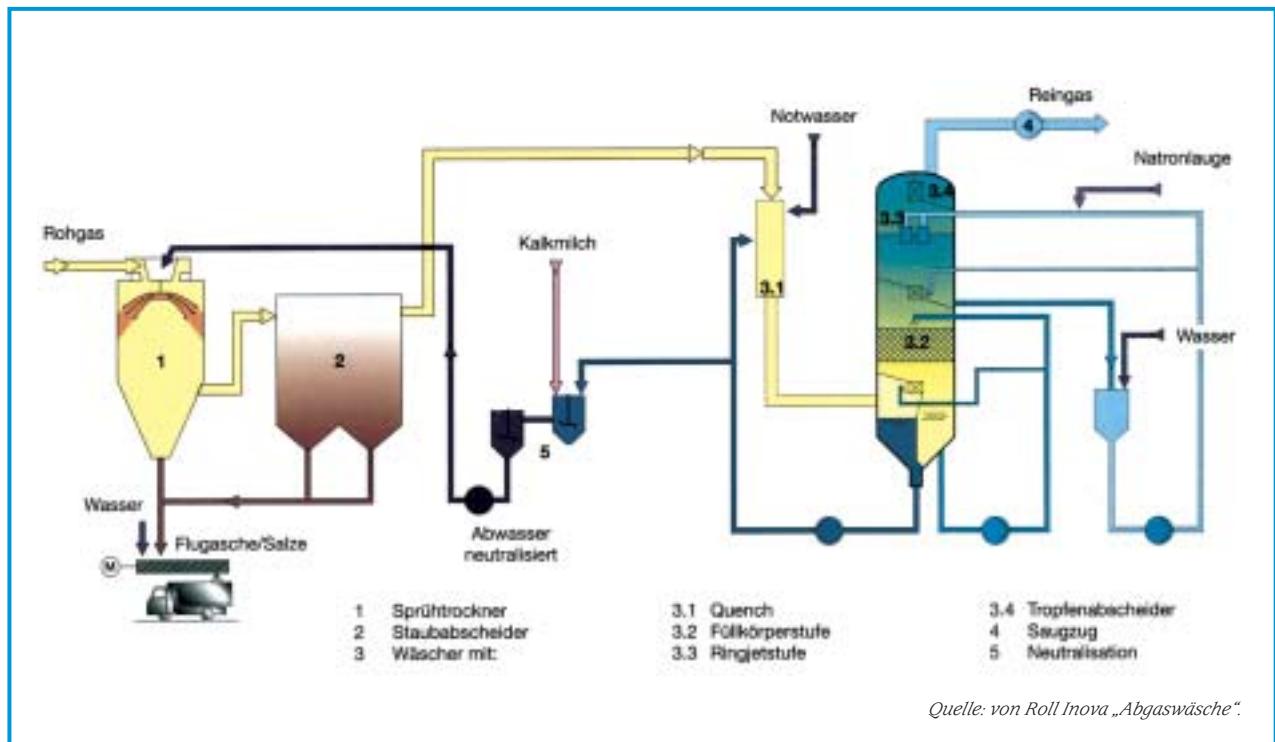 Reingas
4
Notwasser
Natronlauge
3.4
3.3
Rohgas
Kalkmilch
3.1
Wasser
3.2
1
2
5
Wasser
Abwasser
neutralisiert
Flugasche/Salze
M
1 Sprühtrockner
2 Staubabscheider
3 Wäscher mit:
3.1 Quench
3.2 Füllkörperstufe
3.3 Ringjetstufe
3.4 Tropfenabscheider
4 Saugzug
5 Neutralisation
Quelle: von Roll Inova „Abgaswäsche“.